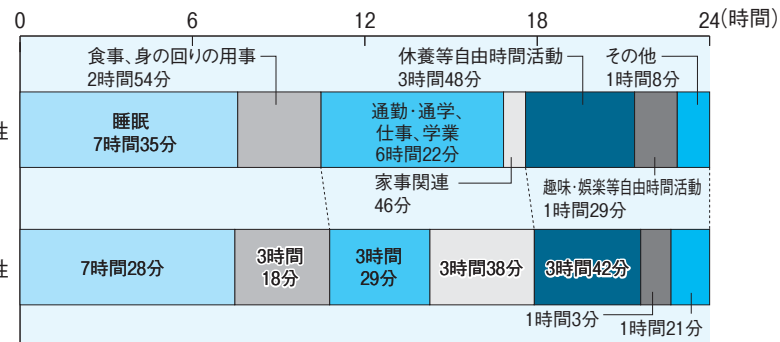 0 6 12 18 24(時間)
食事、身の回りの用事
2時間54分
休養等自由時間活動
3時間48分
その他
1時間8分
性
睡眠
7時間35分
通勤・通学、
仕事、学業
6時間22分
家事関連
46分
趣味・娯楽等自由時間活動
1時間29分
性
7時間28分
3時間
18分
3時間
29分
3時間38分
3時間42分
1時間3分
1時間21分